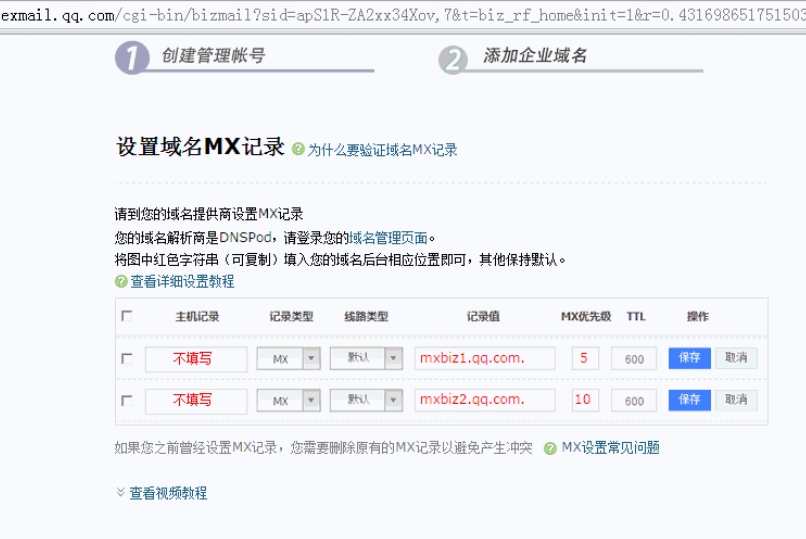 exmail.qq.com/cgi-bin/bizmail?sid=apS1R-ZA2xx34Xov,7&t=biz_rf_home&init=1&r=0.431698651751503
1 创建管理帐号 2 添加企业域名
设置域名MX记录 ? 为什么要验证域名MX记录
请到您的域名提供商设置MX记录
您的域名解析商是DNSPod，请登录您的域名管理页面。
将图中红色字符串（可复制）填入您的域名后台相应位置即可，其他保持默认。
? 查看详细设置教程
主机记录 记录类型 线路类型 记录值 MX优先级 TTL 操作
不填写 MX 默认 mxbiz1.qq.com. 5 600 保存 取消
不填写 MX 默认 mxbiz2.qq.com. 10 600 保存 取消
如果您之前曾经设置MX记录，您需要删除原有的MX记录以避免产生冲突 ? MX设置常见问题
查看视频教程